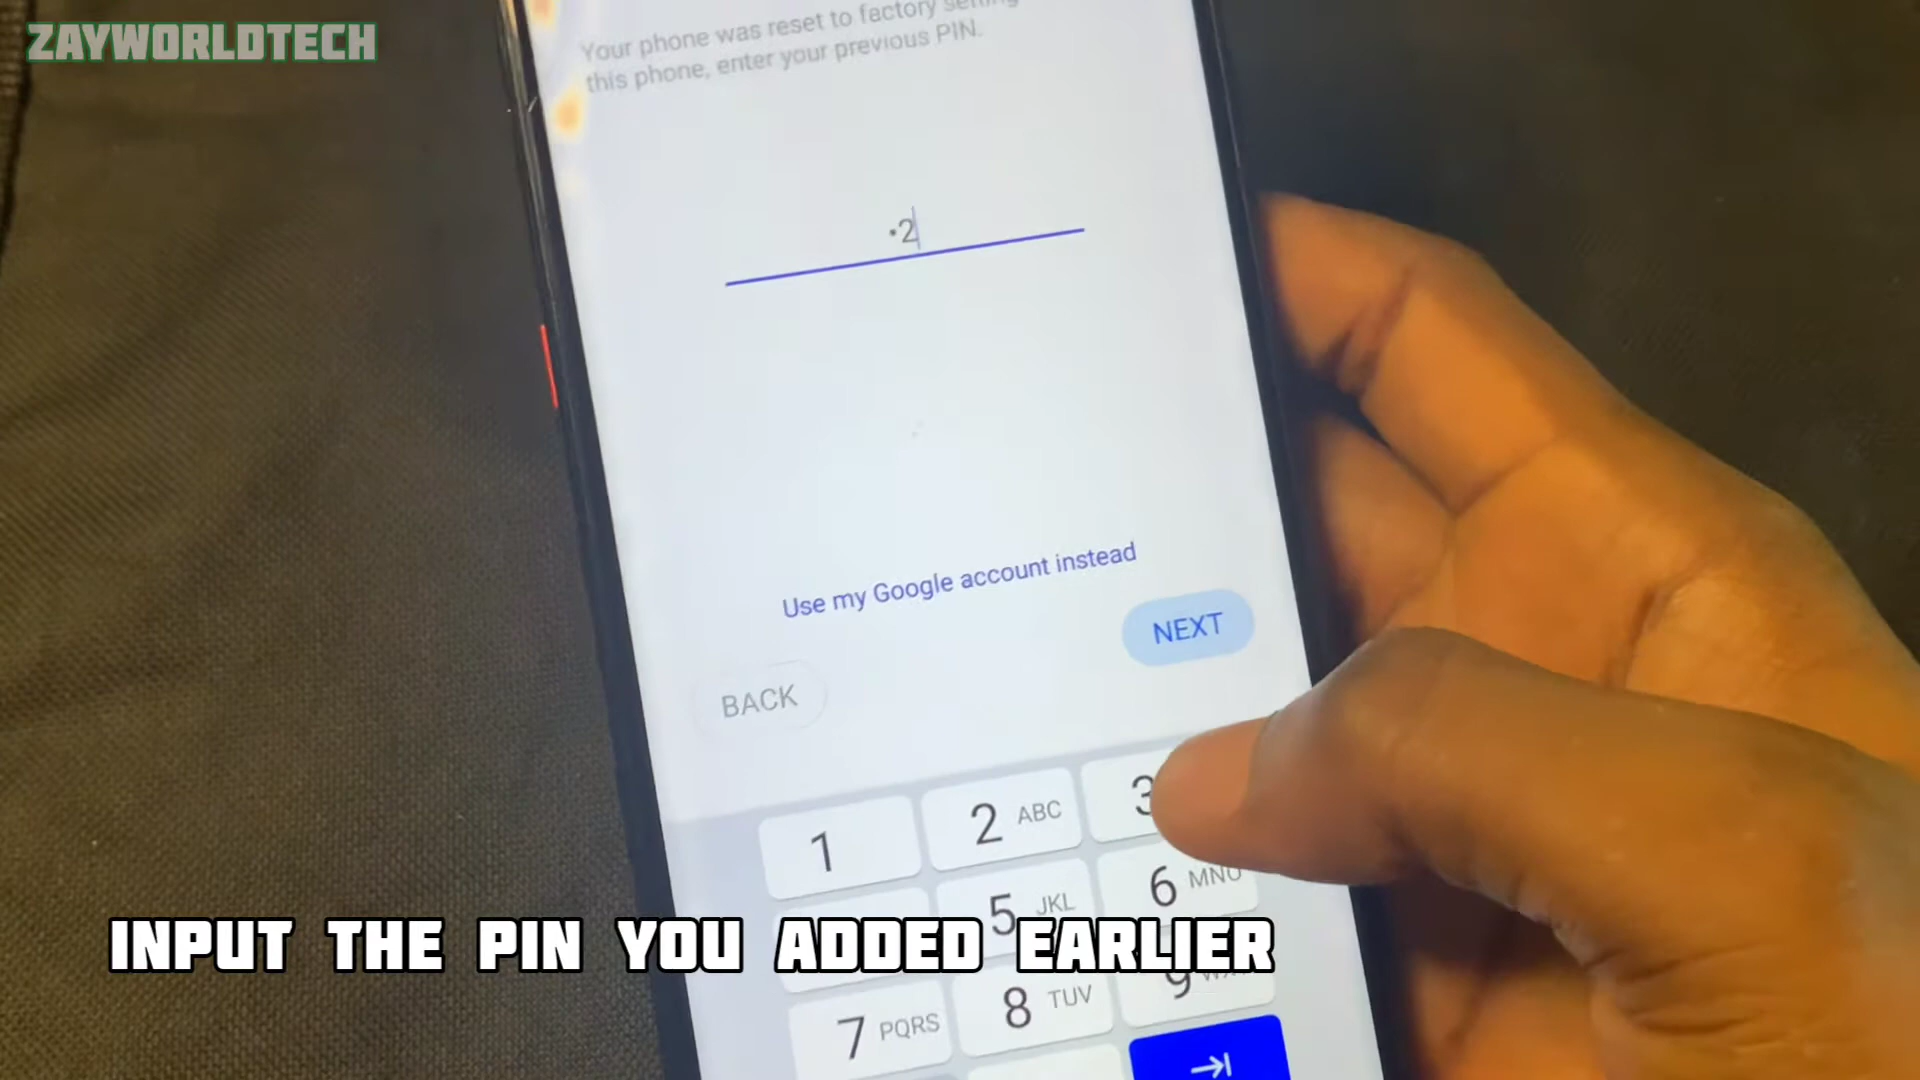 ZAYWORLDTECH
Your phone was reset to factory setting
this phone, enter your previous PIN.
•2
Use my Google account instead
NEXT
BACK
1
2 ABC
3
5 JKL
6 MNO
INPUT THE PIN YOU ADDED EARLIER
7 PQRS
8 TUV
9